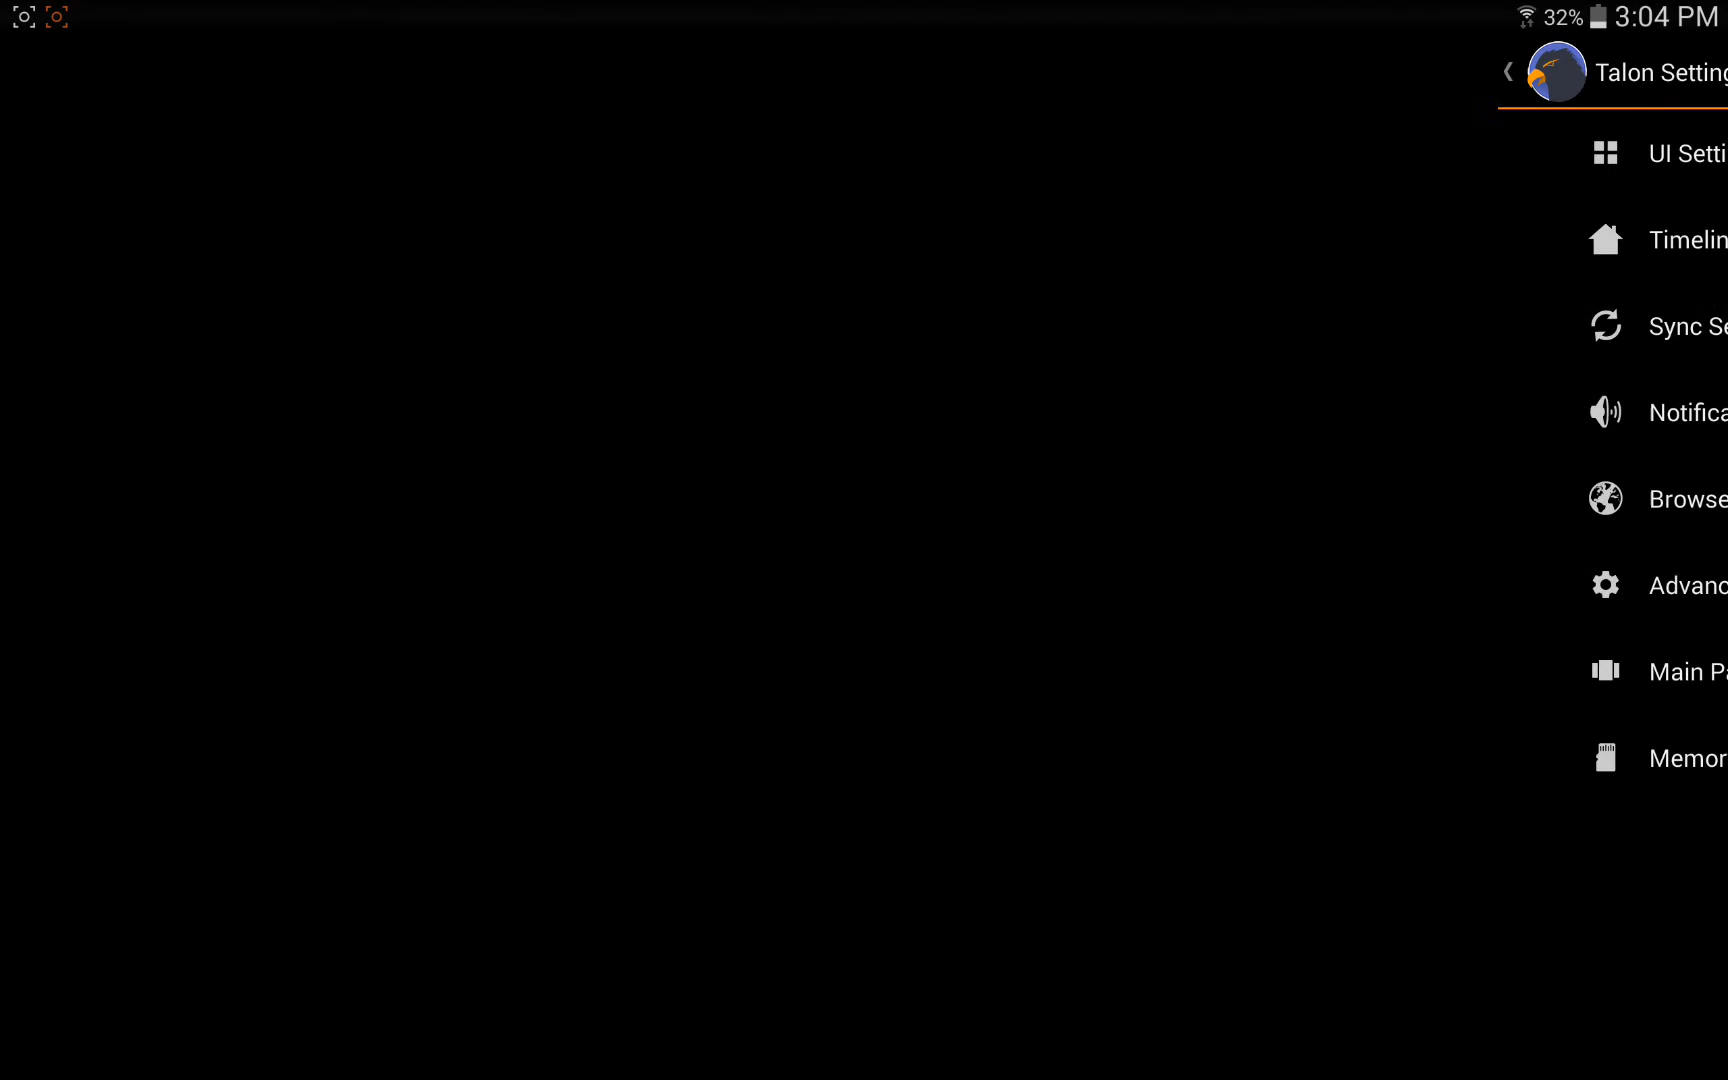 32% 3:04 PM
Talon Setting
UI Setti
Timelin
Sync Se
Notifica
Browse
Advanc
Main Pa
Memor